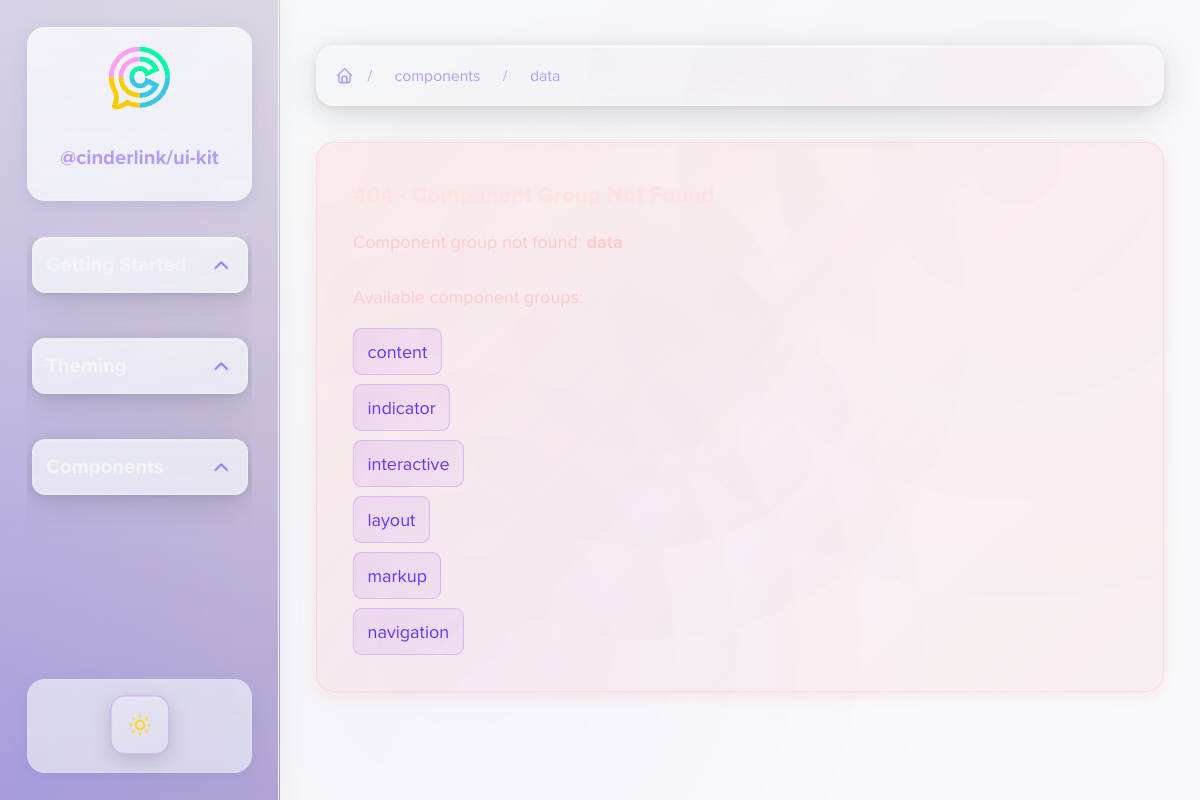 @cinderlink/ui-kit
Getting Started
Theming
Components
/ components / data
404 - Component Group Not Found
Component group not found: data
Available component groups:
content
indicator
interactive
layout
markup
navigation